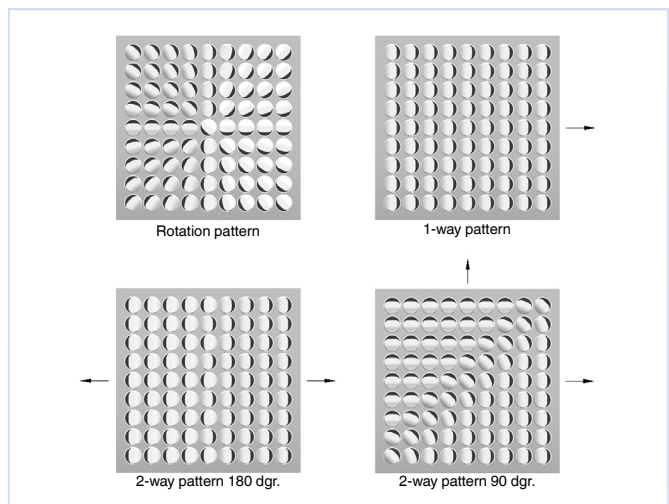 Rotation pattern
1-way pattern
2-way pattern 180 dgr.
2-way pattern 90 dgr.